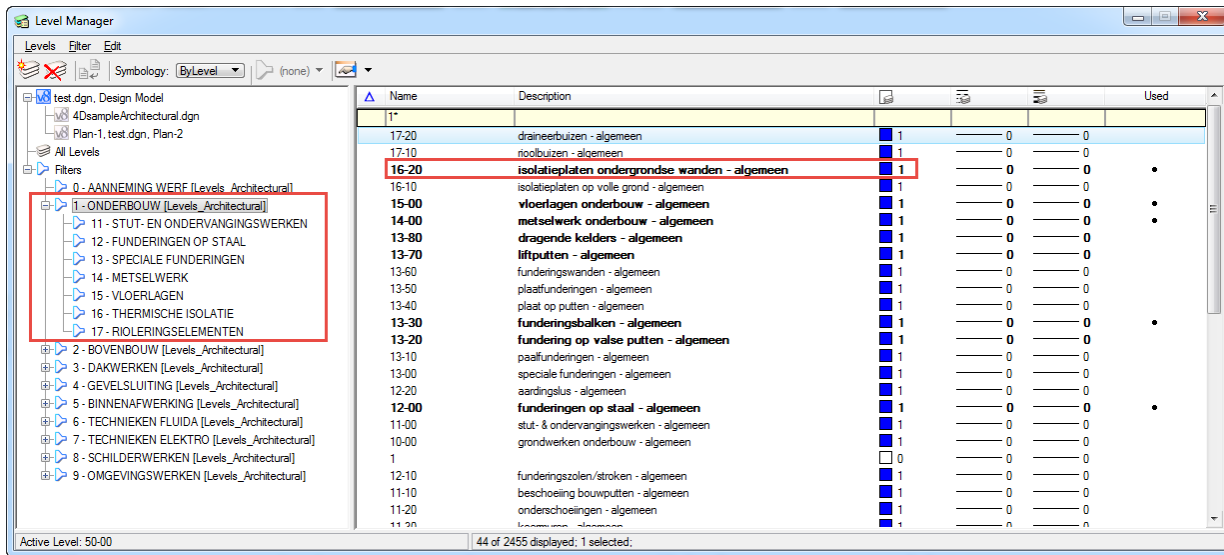 Level Manager
Levels Filter Edit
Symbology: ByLevel (none)
test.dgn, Design Model
4DsampleArchitectural.dgn
Plan-1, test.dgn, Plan-2
All Levels
Filters
0 - AANNEMING WERF [Levels_Architectural]
1 - ONDERBOUW [Levels_Architectural]
11 - STUT- EN ONDERVANGINGSWERKEN
12 - FUNDERINGEN OP STAAL
13 - SPECIALE FUNDERINGEN
14 - METSELWERK
15 - VLOERLAGEN
16 - THERMISCHE ISOLATIE
17 - RIOLERINGSELEMENTEN
2 - BOVENBOUW [Levels_Architectural]
3 - DAKWERKEN [Levels_Architectural]
4 - GEVELSLUITING [Levels_Architectural]
5 - BINNENAFWERKING [Levels_Architectural]
6 - TECHNIEKEN FLUIDA [Levels_Architectural]
7 - TECHNIEKEN ELEKTRO [Levels_Architectural]
8 - SCHILDERWERKEN [Levels_Architectural]
9 - OMGEVINGSWERKEN [Levels_Architectural]
Name Description Used
1*
17-20 draineerbuizen - algemeen 1 0 0
17-10 rioolbuizen - algemeen 1 0 0
16-20 isolatieplaten ondergrondse wanden - algemeen 1 0 0
16-10 isolatieplaten op volle grond - algemeen 1 0 0
15-00 vloerlagen onderbouw - algemeen 1 0 0
14-00 metselwerk onderbouw - algemeen 1 0 0
13-80 dragende kelders - algemeen 1 0 0
13-70 liftputten - algemeen 1 0 0
13-60 funderingswanden - algemeen 1 0 0
13-50 plaatfunderingen - algemeen 1 0 0
13-40 plaat op putten - algemeen 1 0 0
13-30 funderingsbalken - algemeen 1 0 0
13-20 fundering op valse putten - algemeen 1 0 0
13-10 paalfunderingen - algemeen 1 0 0
13-00 speciale funderingen - algemeen 1 0 0
12-20 aardingslus - algemeen 1 0 0
12-00 funderingen op staal - algemeen 1 0 0
11-00 stut- & ondervangingswerken - algemeen 1 0 0
10-00 grondwerken onderbouw - algemeen 1 0 0
1 0 0 0
12-10 funderingszolen/stroken - algemeen 1 0 0
11-10 beschoeiing bouwputten - algemeen 1 0 0
11-20 onderschoeiingen - algemeen 1 0 0
11-30 keermuren - algemeen 1 0 0
Active Level: 50-00 44 of 2455 displayed; 1 selected;